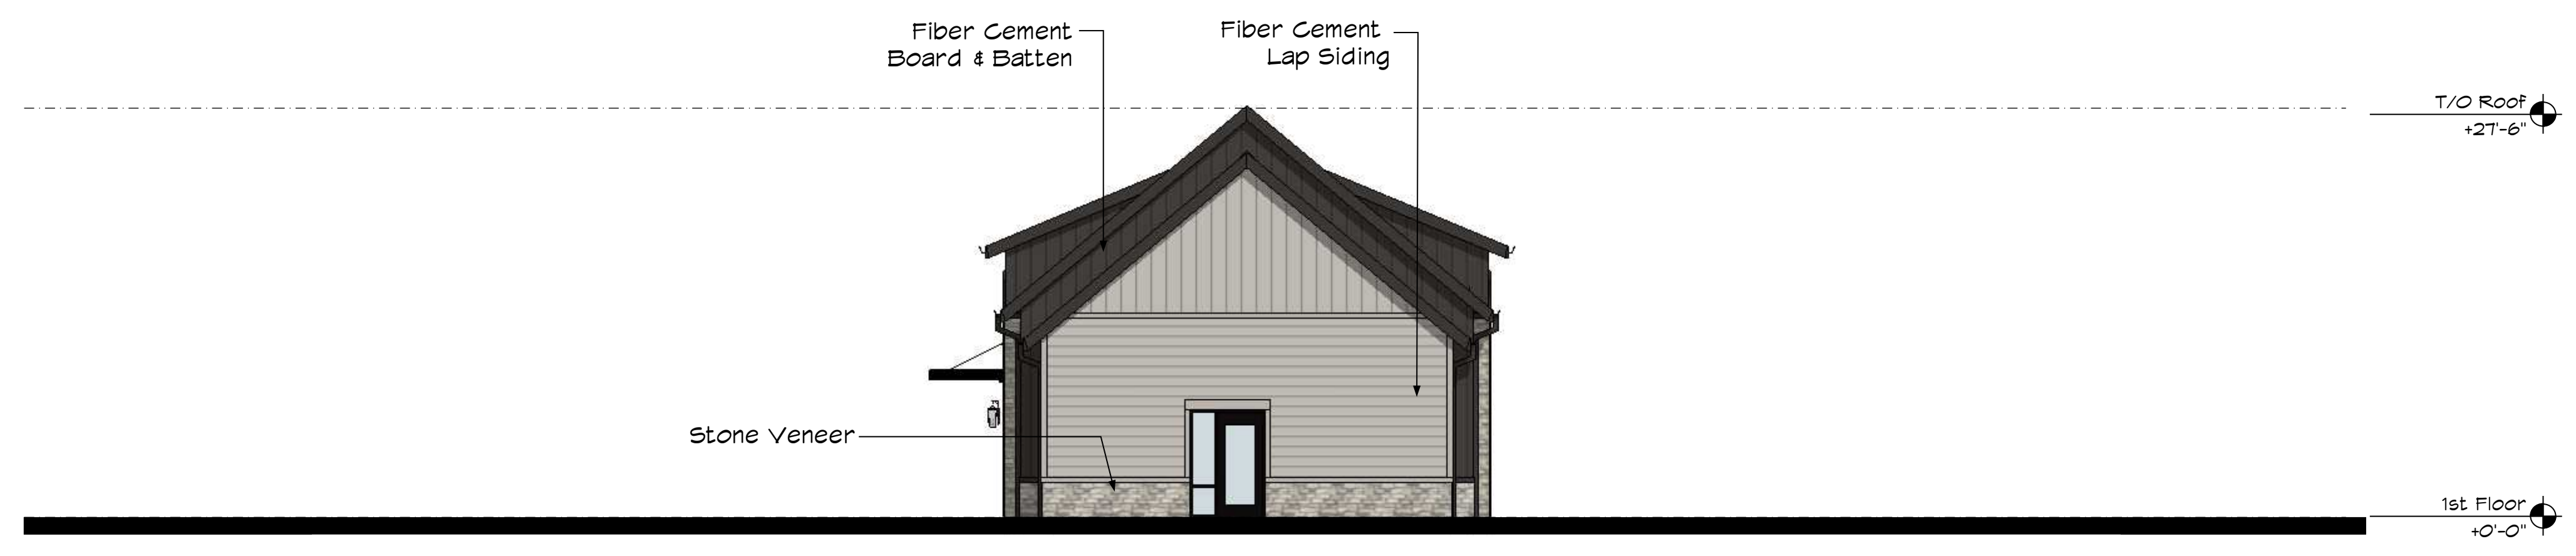 Fiber Cement
Board & Batten
Fiber Cement
Lap Siding
T/O Roof
+27'-6"
Stone Veneer
1st Floor
+0'-0"